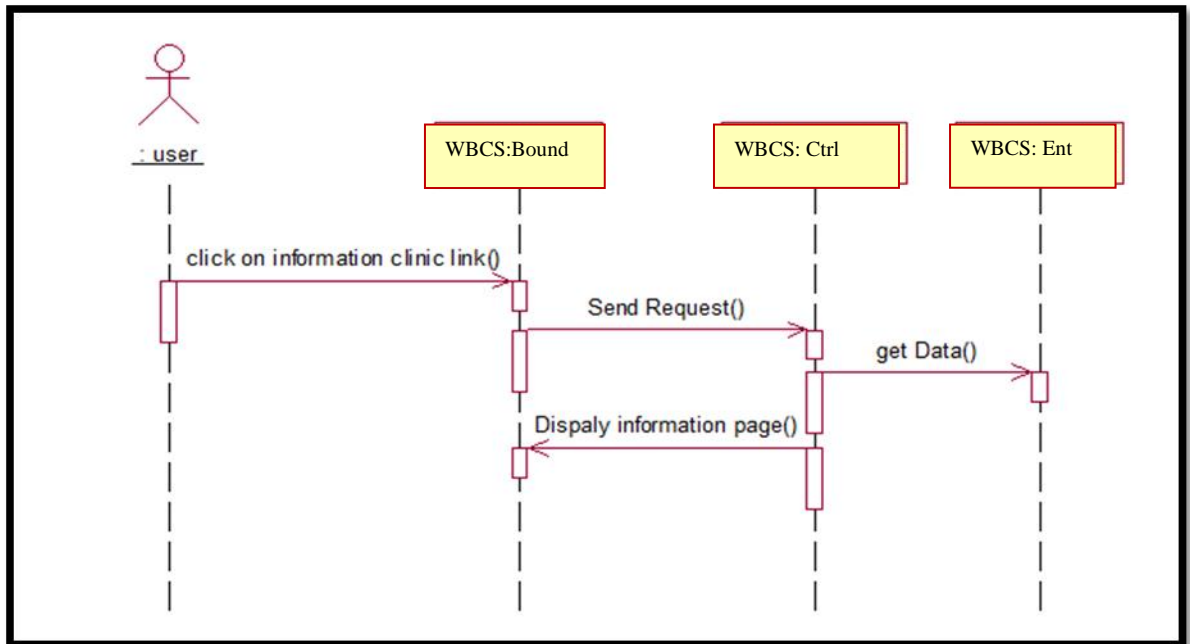 : user
WBCS:Bound
WBCS: Ctrl
WBCS: Ent
click on information clinic link()
Send Request()
get Data()
Dispaly information page()